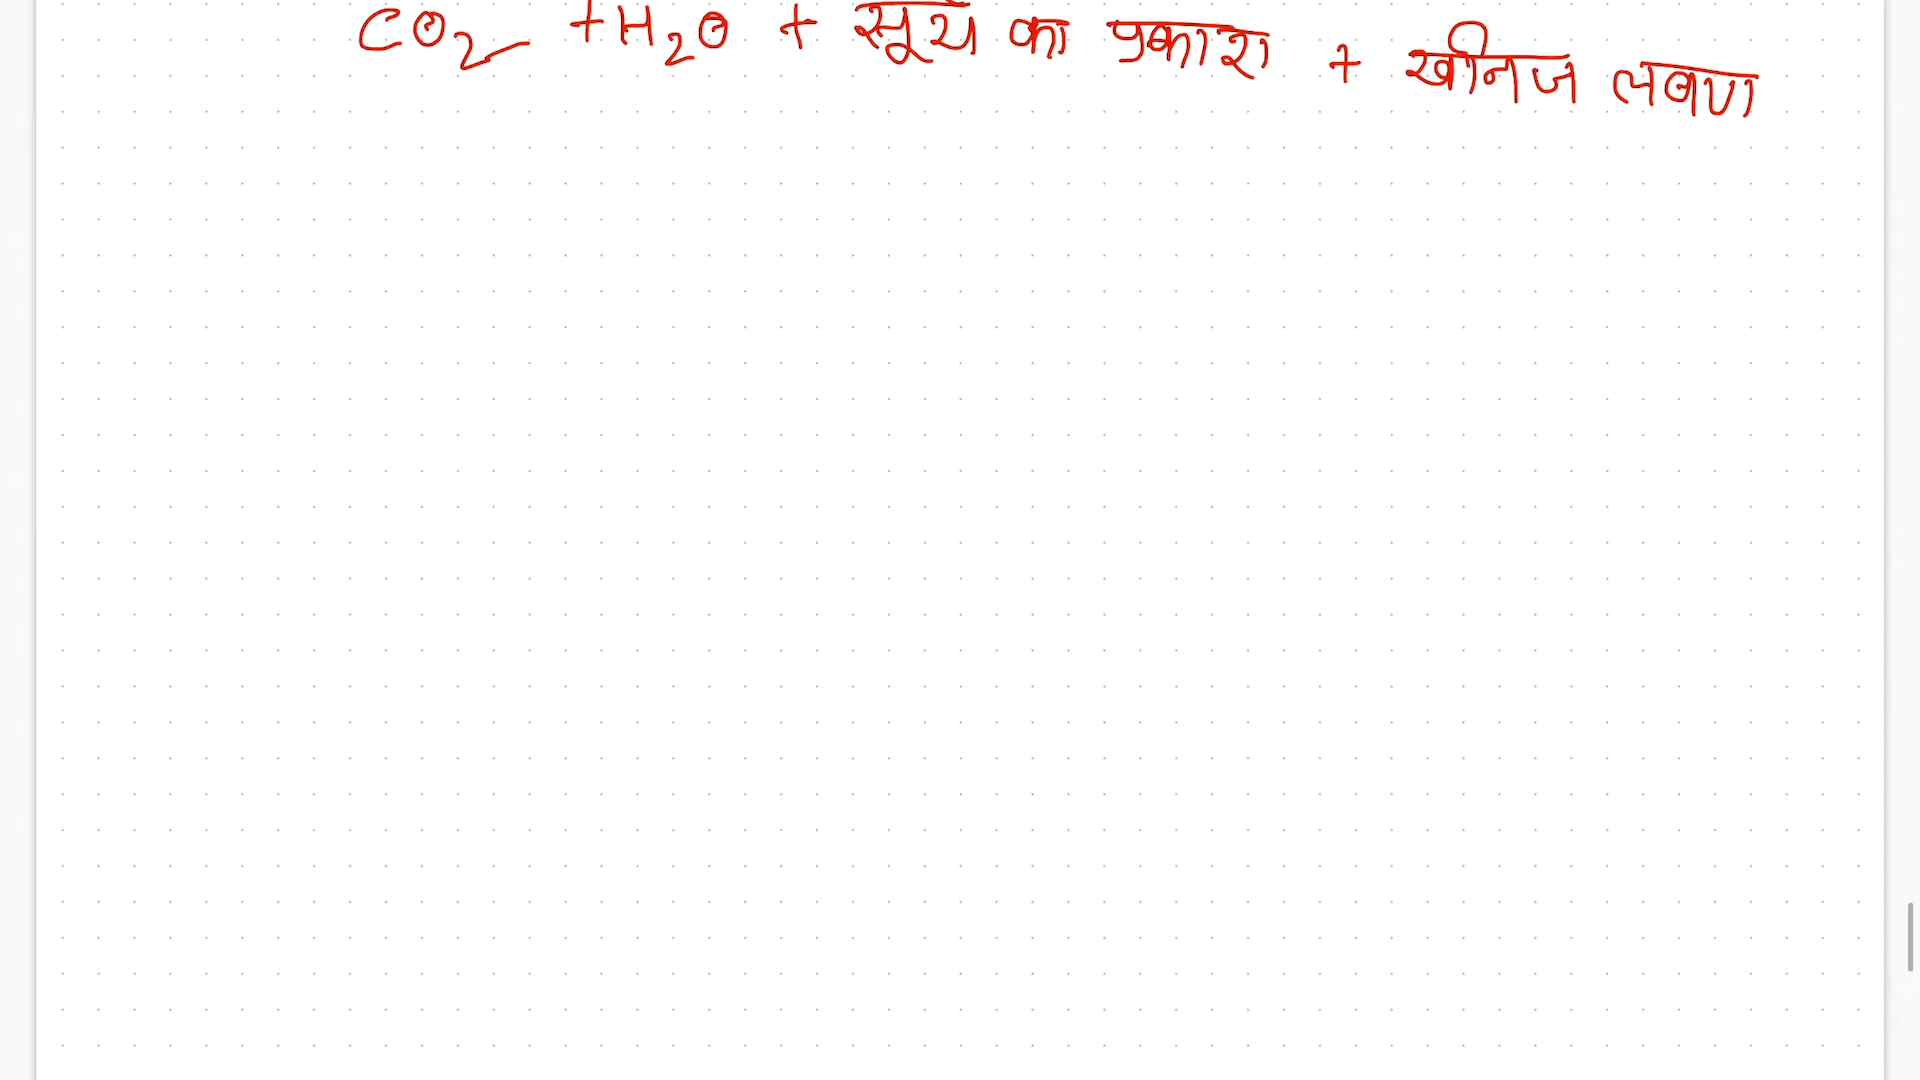 CO2 + H2O + सूर्य का प्रकाश + खनिज लवण